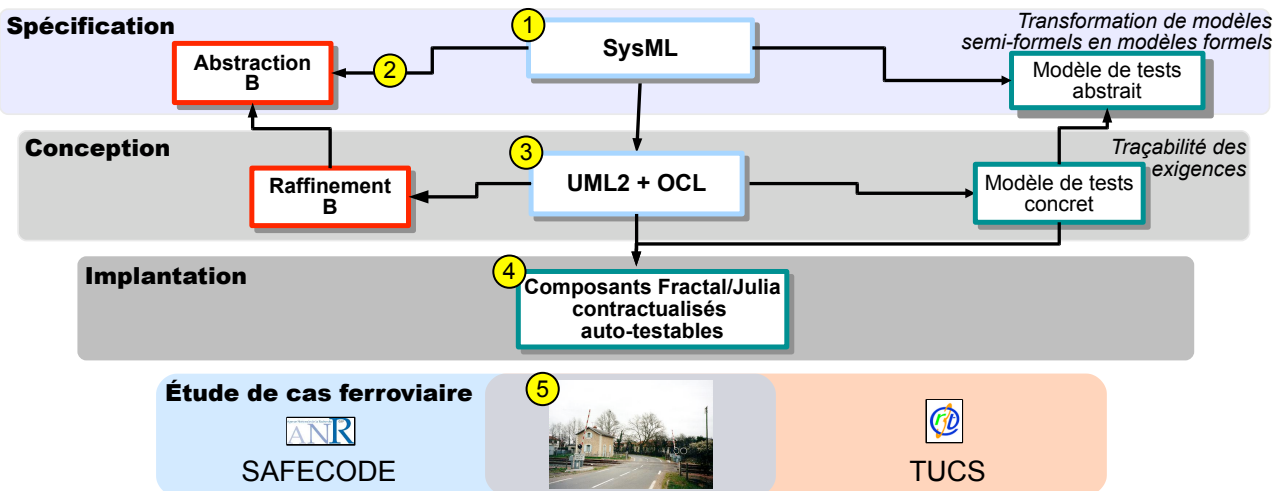 Spécification
1
SysML
Transformation de modèles
semi-formels en modèles formels
Abstraction
B
2
Modèle de tests
abstrait
Conception
3
UML2 + OCL
Traçabilité des
exigences
Raffinement
B
Modèle de tests
concret
Implantation
4
Composants Fractal/Julia
contractualisés
auto-testables
Étude de cas ferroviaire
5
ANR
SAFECODE
TUCS